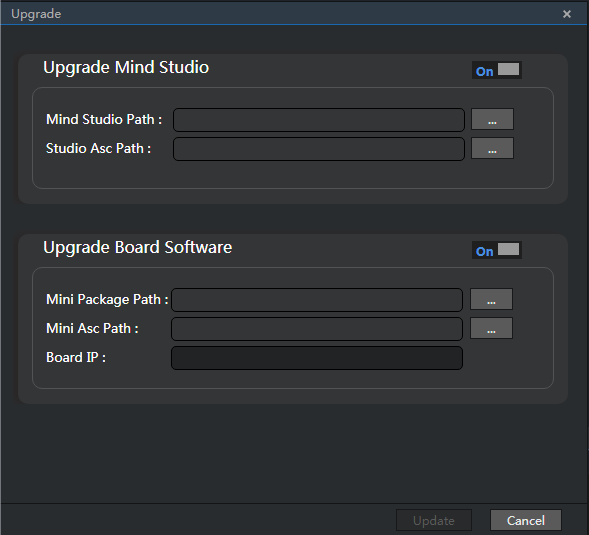 Upgrade ×
Upgrade Mind Studio On
Mind Studio Path : ...
Studio Asc Path : ...
Upgrade Board Software On
Mini Package Path : ...
Mini Asc Path : ...
Board IP :
Update Cancel